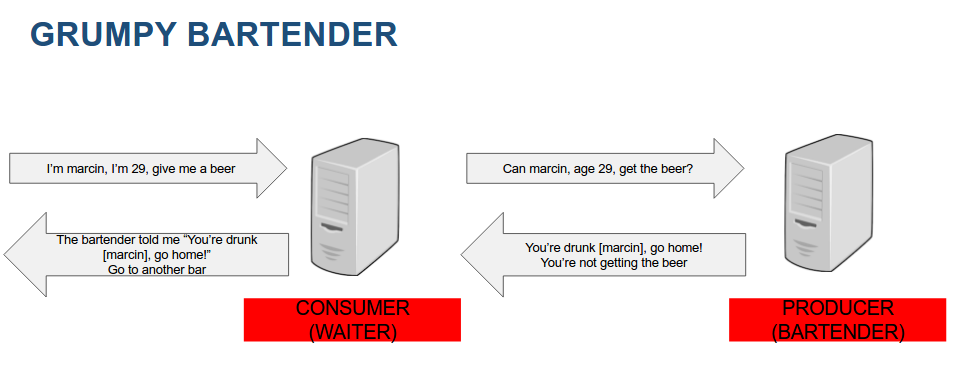 GRUMPY BARTENDER
I'm marcin, I'm 29, give me a beer
Can marcin, age 29, get the beer?
The bartender told me “You're drunk
[marcin], go home!”
Go to another bar
You're drunk [marcin], go home!
You're not getting the beer
CONSUMER
(WAITER)
PRODUCER
(BARTENDER)